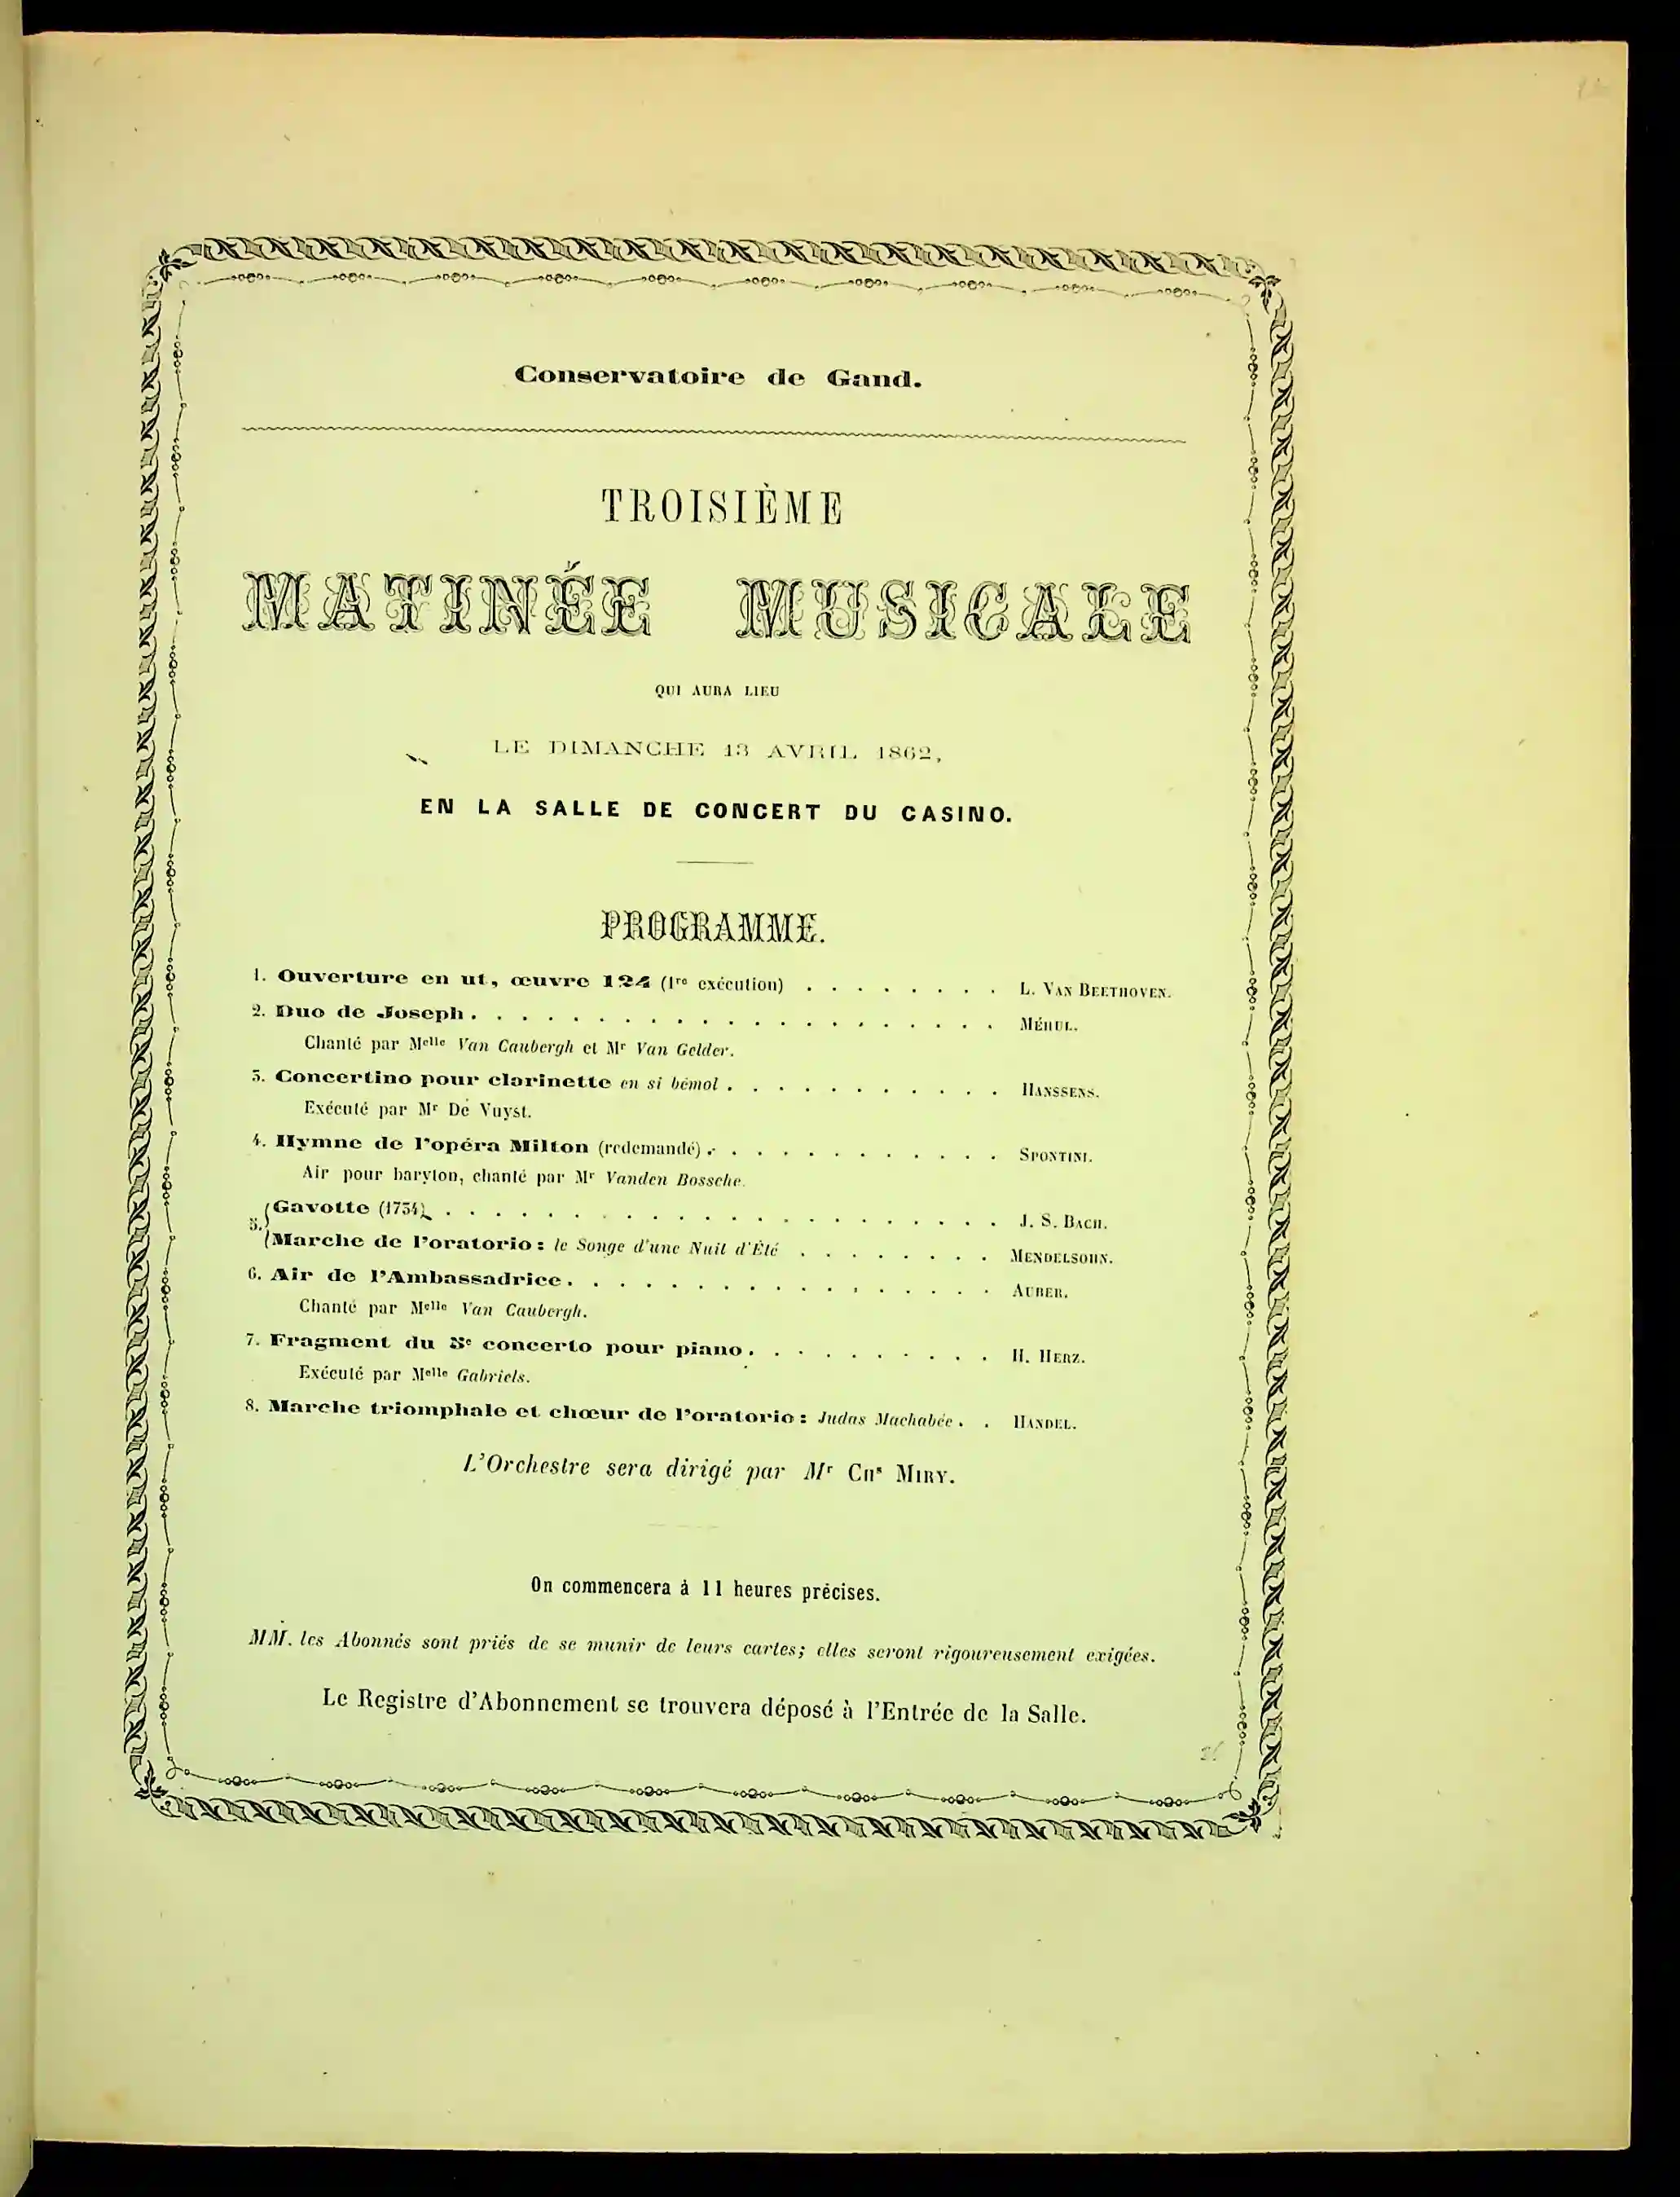 Conservatoire de Gand.
TROISIÈME
MATINÉE MUSICALE
QUI AURA LIEU
LE DIMANCHE 13 AVRIL 1862,
EN LA SALLE DE CONCERT DU CASINO.
PROGRAMME.
1. Ouverture en ut, œuvre 124 (1re exécution) . . . . . . . . L. VAN BEETHOVEN.
2. Duo de Joseph . . . . . . . . . . . . . . . . . . . . . MÉHUL.
Chanté par Melle Van Caubergh et Mr Van Gelder.
3. Concertino pour clarinette en si bémol . . . . . . . . . . . HANSSENS.
Exécuté par Mr De Vuyst.
4. Hymne de l'opéra Milton (redemandé) . . . . . . . . . . . . SPONTINI.
Air pour baryton, chanté par Mr Vanden Bossche.
5. Gavotte (1734) . . . . . . . . . . . . . . . . . . . . . . J. S. BACH.
Marche de l'oratorio : le Songe d'une Nuit d'Été . . . . . . . . MENDELSOHN.
6. Air de l'Ambassadrice . . . . . . . . . . . . . . . . . AUBER.
Chanté par Melle Van Caubergh.
7. Fragment du 5e concerto pour piano . . . . . . . . . . H. HERZ.
Exécuté par Melle Gabriels.
8. Marche triomphale et chœur de l'oratorio : Judas Machabée . . HANDEL.
L'Orchestre sera dirigé par Mr CHs MIRY.
On commencera à 11 heures précises.
MM. les Abonnés sont priés de se munir de leurs cartes; elles seront rigoureusement exigées.
Le Registre d'Abonnement se trouvera déposé à l'Entrée de la Salle.